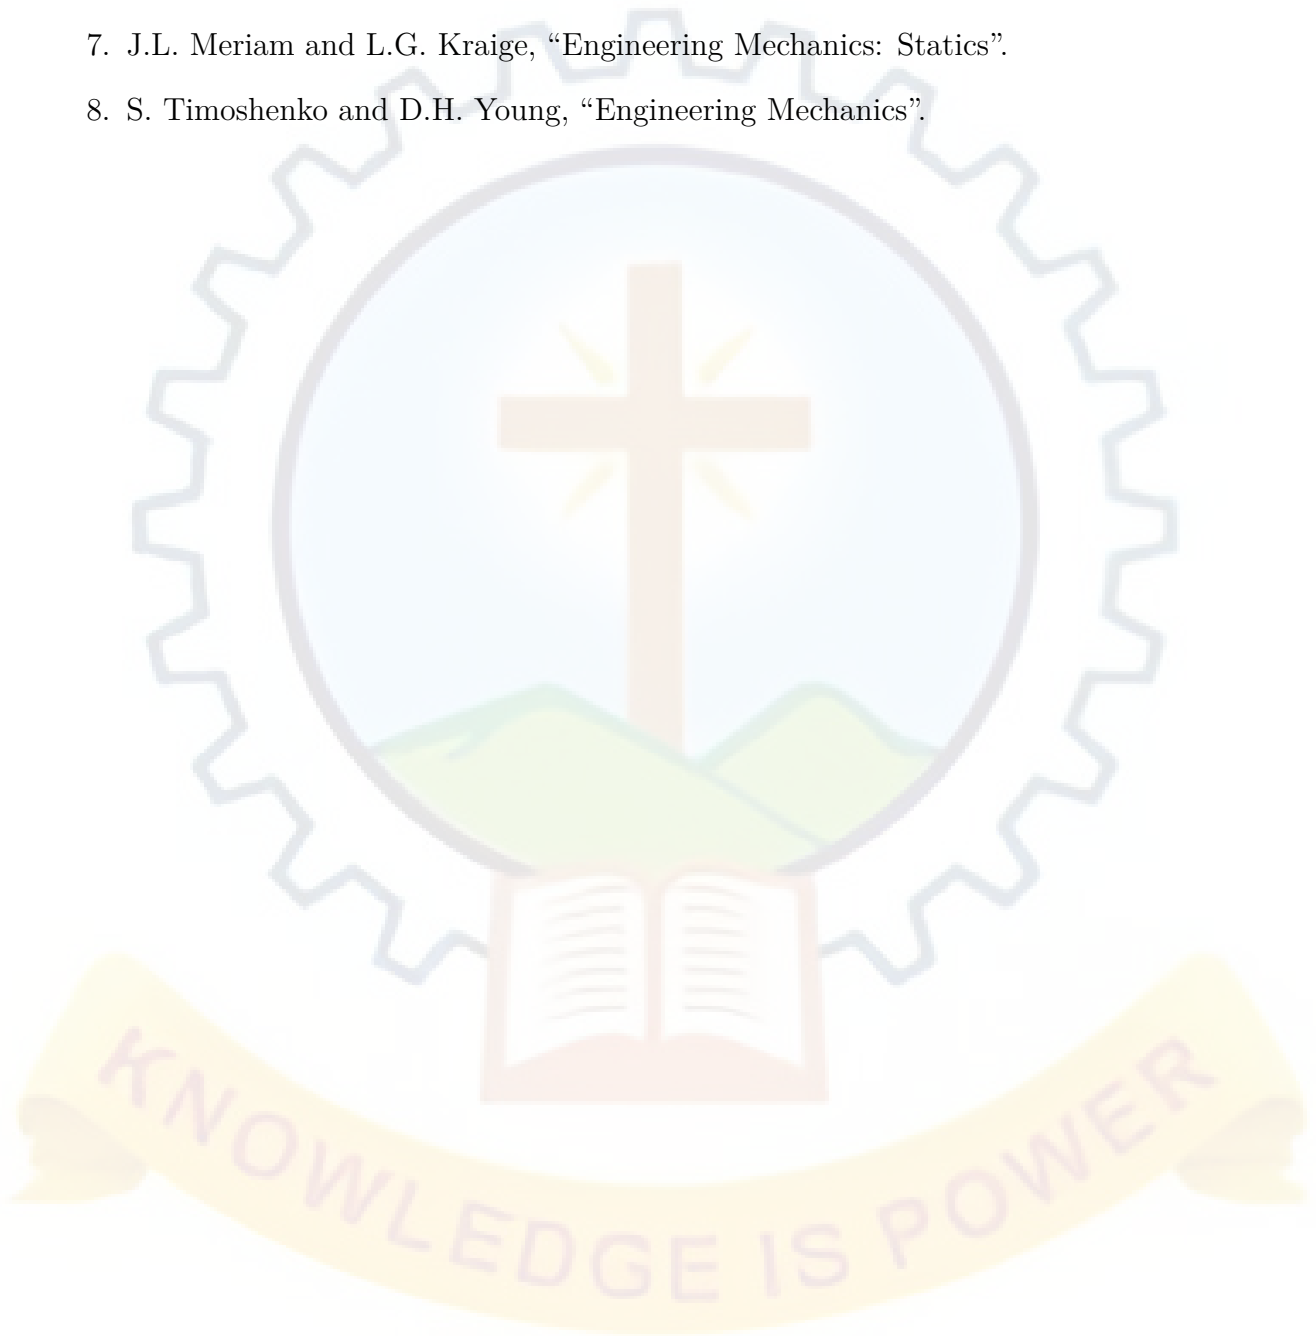 7. J.L. Meriam and L.G. Kraige, “Engineering Mechanics: Statics”.
8. S. Timoshenko and D.H. Young, “Engineering Mechanics”.
KNOWLEDGE IS POWER